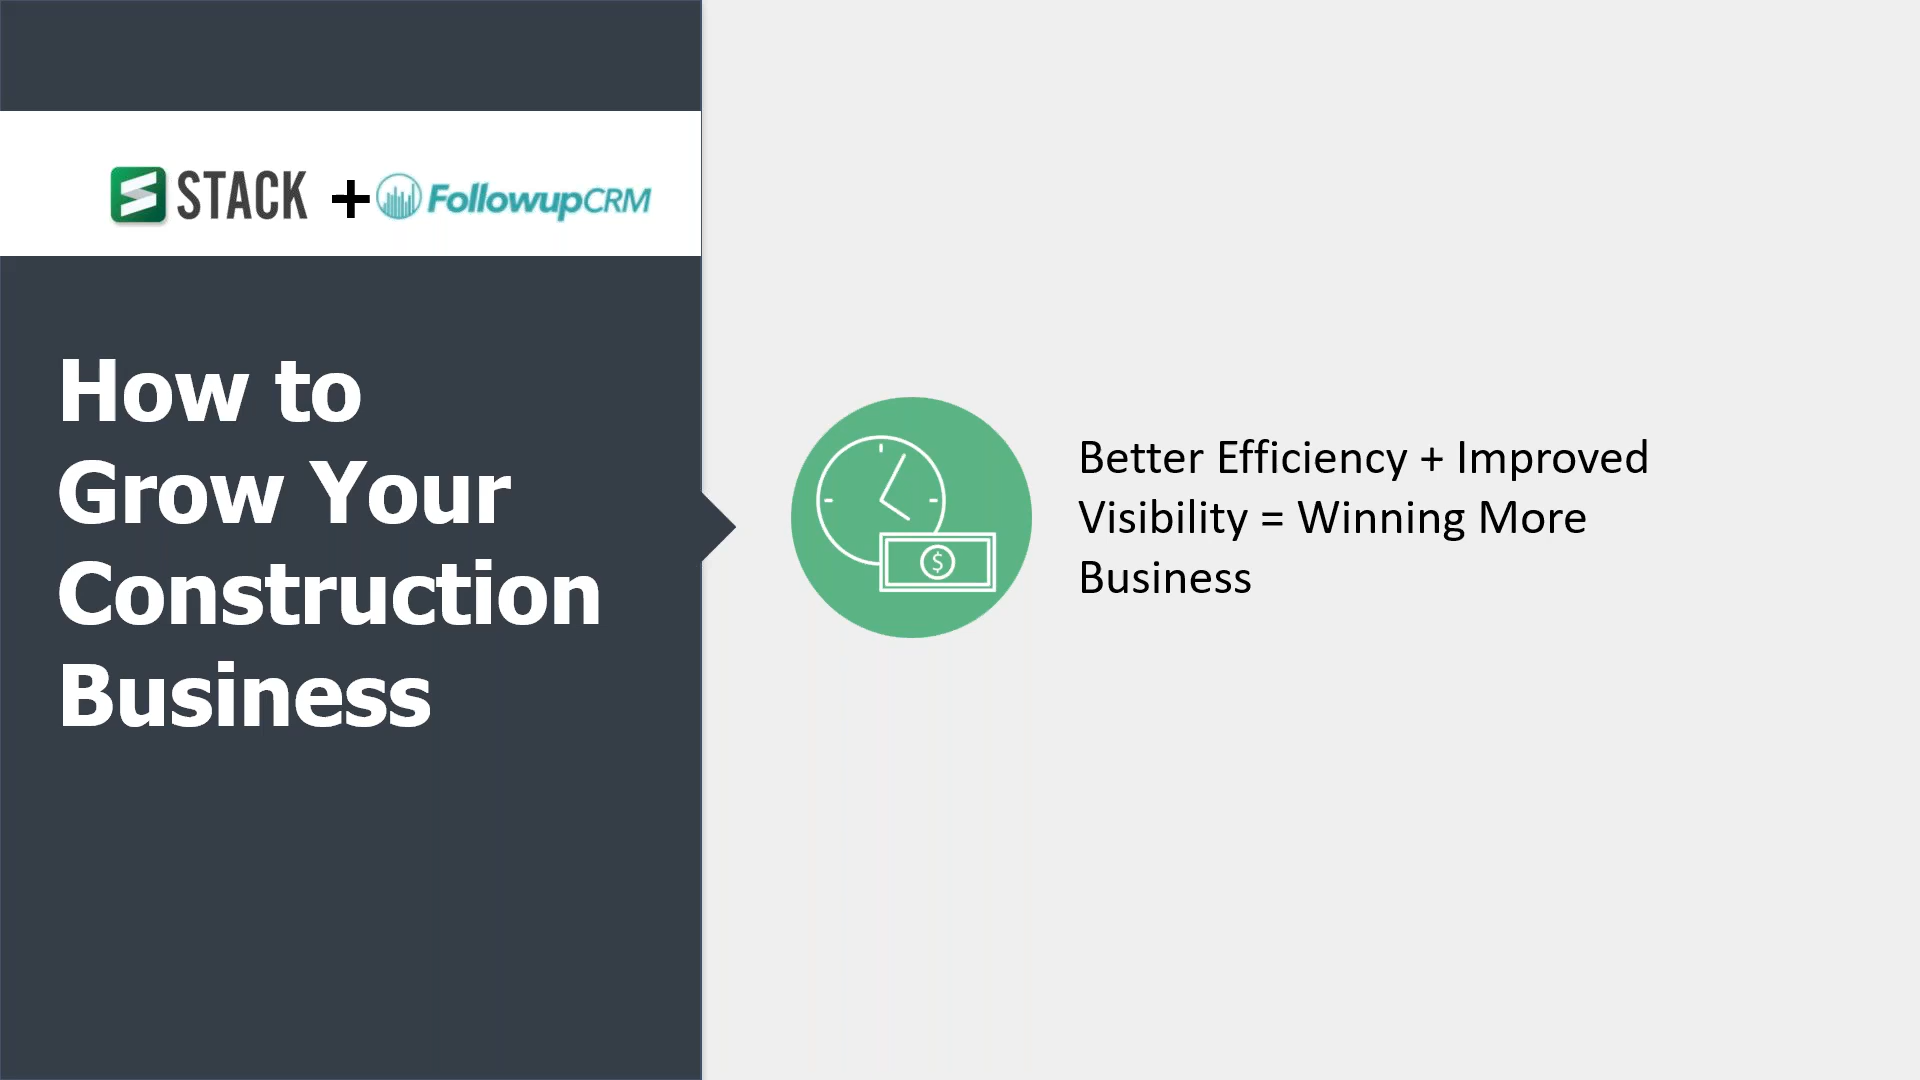 STACK + FollowupCRM
How to
Grow Your
Construction
Business
$
Better Efficiency + Improved
Visibility = Winning More
Business